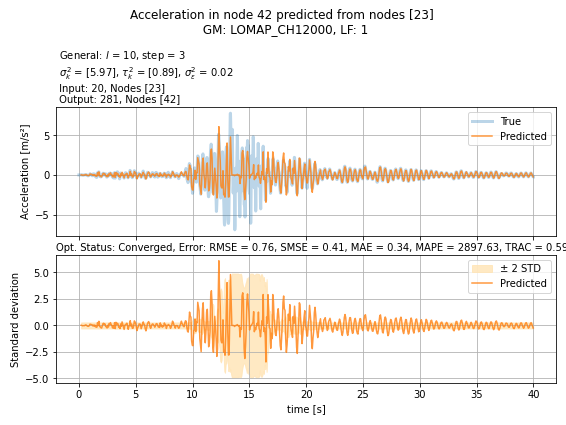 Acceleration in node 42 predicted from nodes [23]
GM: LOMAP_CH12000, LF: 1
General: l = 10, step = 3
σ²ₖ = [5.97], τ²ₖ = [0.89], σ²ε = 0.02
Input: 20, Nodes [23]
Output: 281, Nodes [42]
True
Predicted
Acceleration [m/s²]
5
0
−5
Opt. Status: Converged, Error: RMSE = 0.76, SMSE = 0.41, MAE = 0.34, MAPE = 2897.63, TRAC = 0.59
± 2 STD
Predicted
Standard deviation
5.0
2.5
0.0
−2.5
−5.0
0 5 10 15 20 25 30 35 40
time [s]